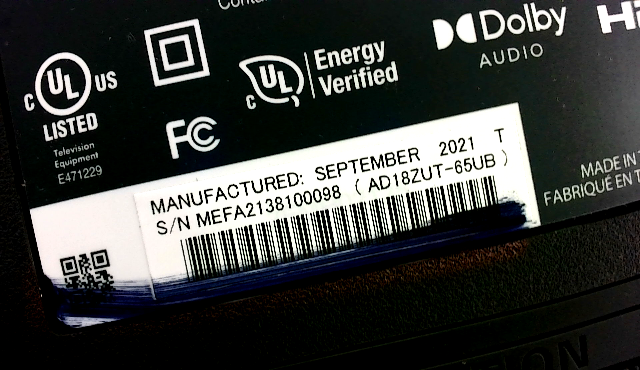 Dolby
AUDIO
Energy
Verified
c UL US
c UL
LISTED
Television
Equipment
E471229
FC
MANUFACTURED: SEPTEMBER 2021 T
S/N MEFA2138100098 ( AD18ZUT-65UB )
MADE IN
FABRIQUÉ EN T